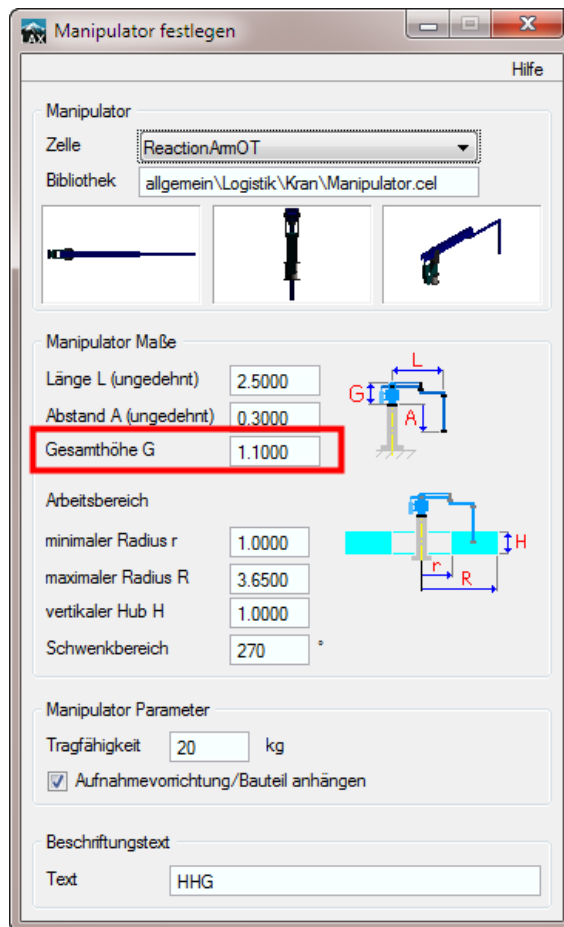 Manipulator festlegen
Hilfe
Manipulator
Zelle ReactionArmOT
Bibliothek allgemein\Logistik\Kran\Manipulator.cel
Manipulator Maße
Länge L (ungedehnt) 2.5000
Abstand A (ungedehnt) 0.3000
Gesamthöhe G 1.1000
L
G
A
Arbeitsbereich
minimaler Radius r 1.0000
maximaler Radius R 3.6500
vertikaler Hub H 1.0000
Schwenkbereich 270 °
H
r
R
Manipulator Parameter
Tragfähigkeit 20 kg
Aufnahmevorrichtung/Bauteil anhängen
Beschriftungstext
Text HHG